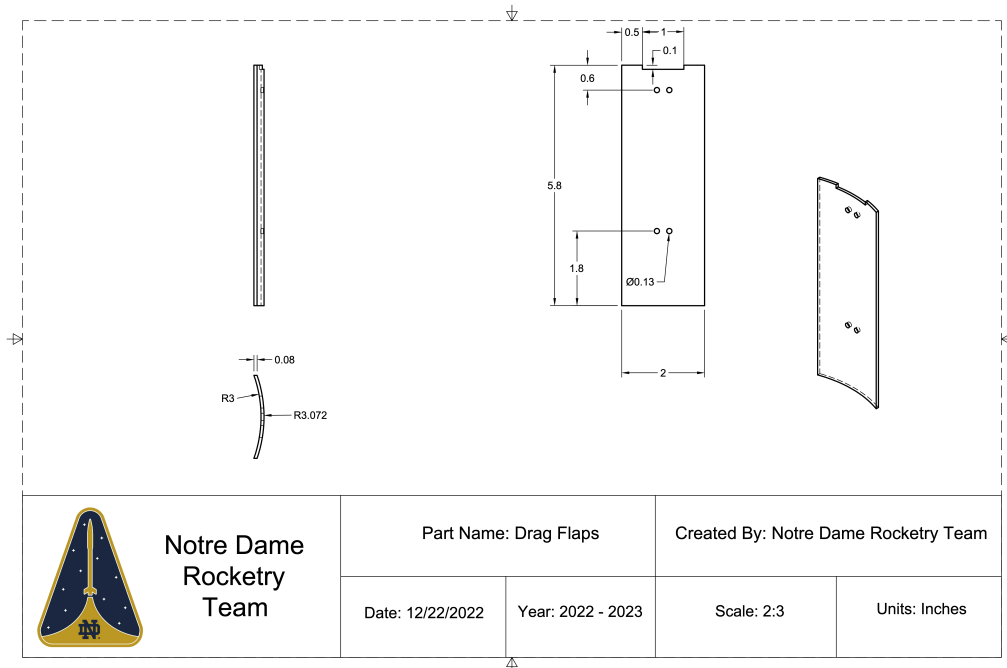 0.5
1
0.1
0.6
5.8
1.8
Ø0.13
2
0.08
R3
R3.072
Notre Dame
Rocketry
Team
ND
Part Name: Drag Flaps
Created By: Notre Dame Rocketry Team
Date: 12/22/2022
Year: 2022 - 2023
Scale: 2:3
Units: Inches